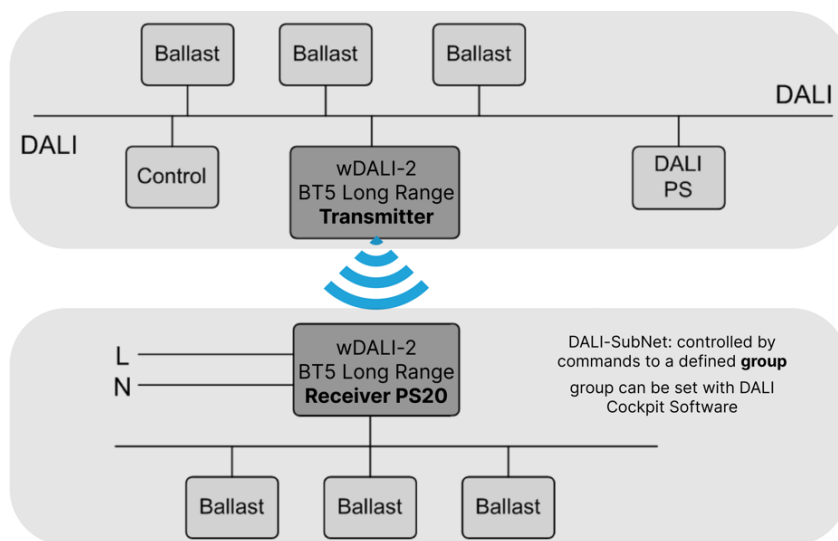 Ballast
Ballast
Ballast
DALI
DALI
Control
wDALI-2
BT5 Long Range
Transmitter
DALI
PS
L
N
wDALI-2
BT5 Long Range
Receiver PS20
DALI-SubNet: controlled by
commands to a defined group
group can be set with DALI
Cockpit Software
Ballast
Ballast
Ballast